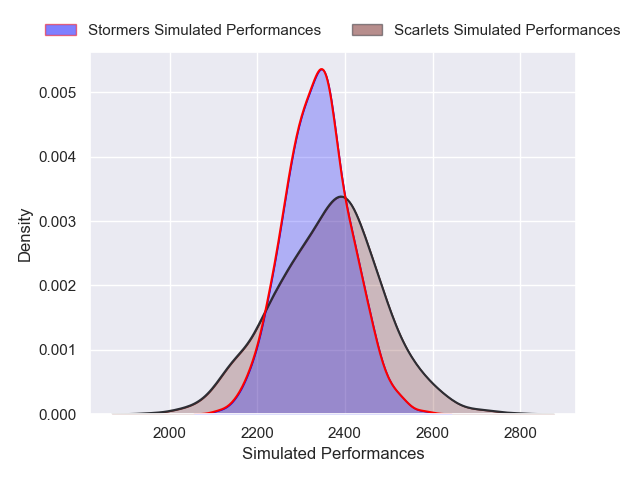 Stormers Simulated Performances Scarlets Simulated Performances
0.005
0.004
0.003
0.002
0.001
0.000
Density
2000 2200 2400 2600 2800
Simulated Performances